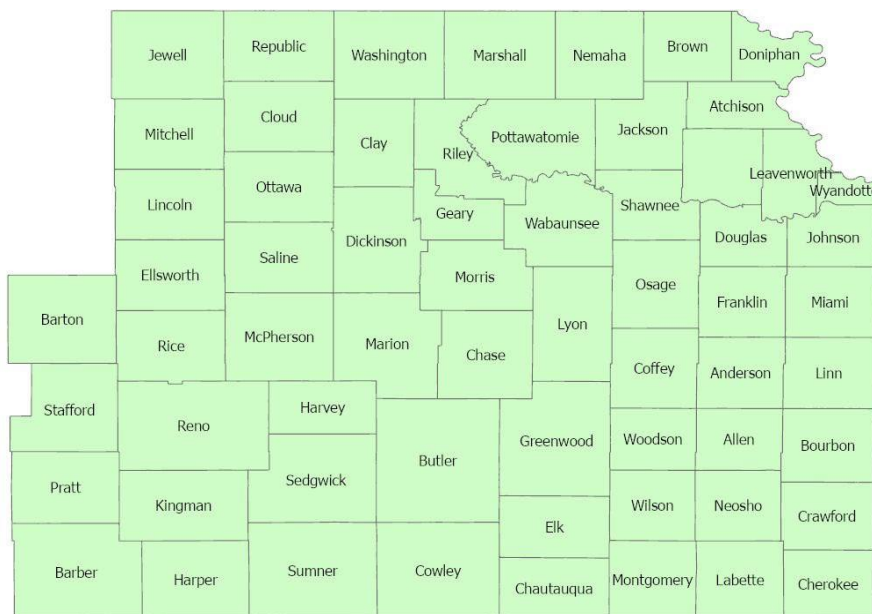 Jewell
Republic
Washington
Marshall
Nemaha
Brown
Doniphan
Mitchell
Cloud
Clay
Riley
Pottawatomie
Jackson
Atchison
Lincoln
Ottawa
Geary
Wabaunsee
Shawnee
Leavenworth
Wyandotte
Ellsworth
Saline
Dickinson
Morris
Osage
Douglas
Johnson
Barton
Rice
McPherson
Marion
Chase
Lyon
Franklin
Miami
Coffey
Anderson
Linn
Stafford
Reno
Harvey
Butler
Greenwood
Woodson
Allen
Bourbon
Pratt
Kingman
Sedgwick
Elk
Wilson
Neosho
Crawford
Barber
Harper
Sumner
Cowley
Chautauqua
Montgomery
Labette
Cherokee